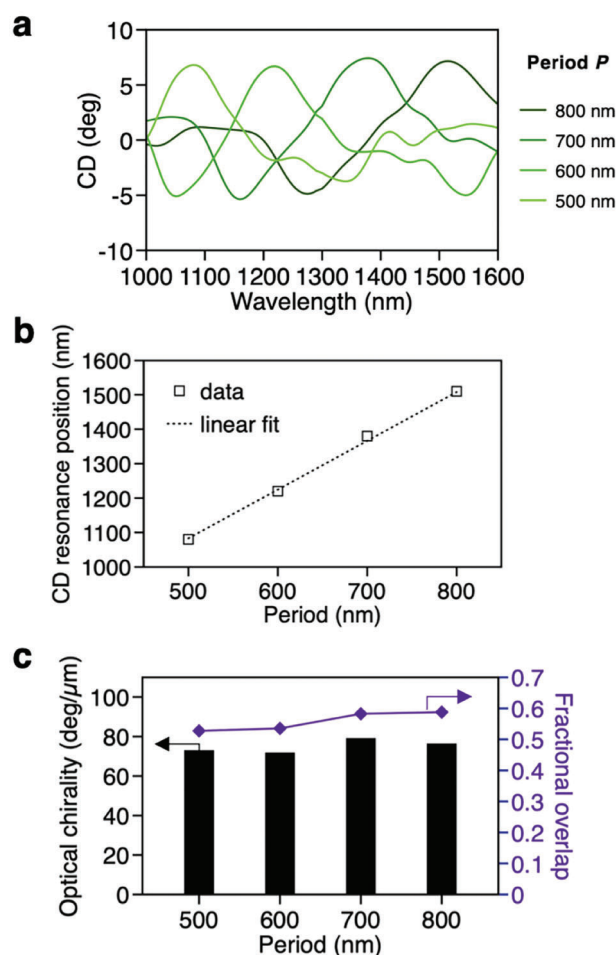 a
10
5
0
-5
-10
CD (deg)
1000 1100 1200 1300 1400 1500 1600
Wavelength (nm)
Period P
800 nm
700 nm
600 nm
500 nm
b
1600
1500
1400
1300
1200
1100
1000
CD resonance position (nm)
data
linear fit
500 600 700 800
Period (nm)
c
100
80
60
40
20
0
Optical chirality (deg/μm)
0.7
0.6
0.5
0.4
0.3
0.2
0.1
0
Fractional overlap
500 600 700 800
Period (nm)